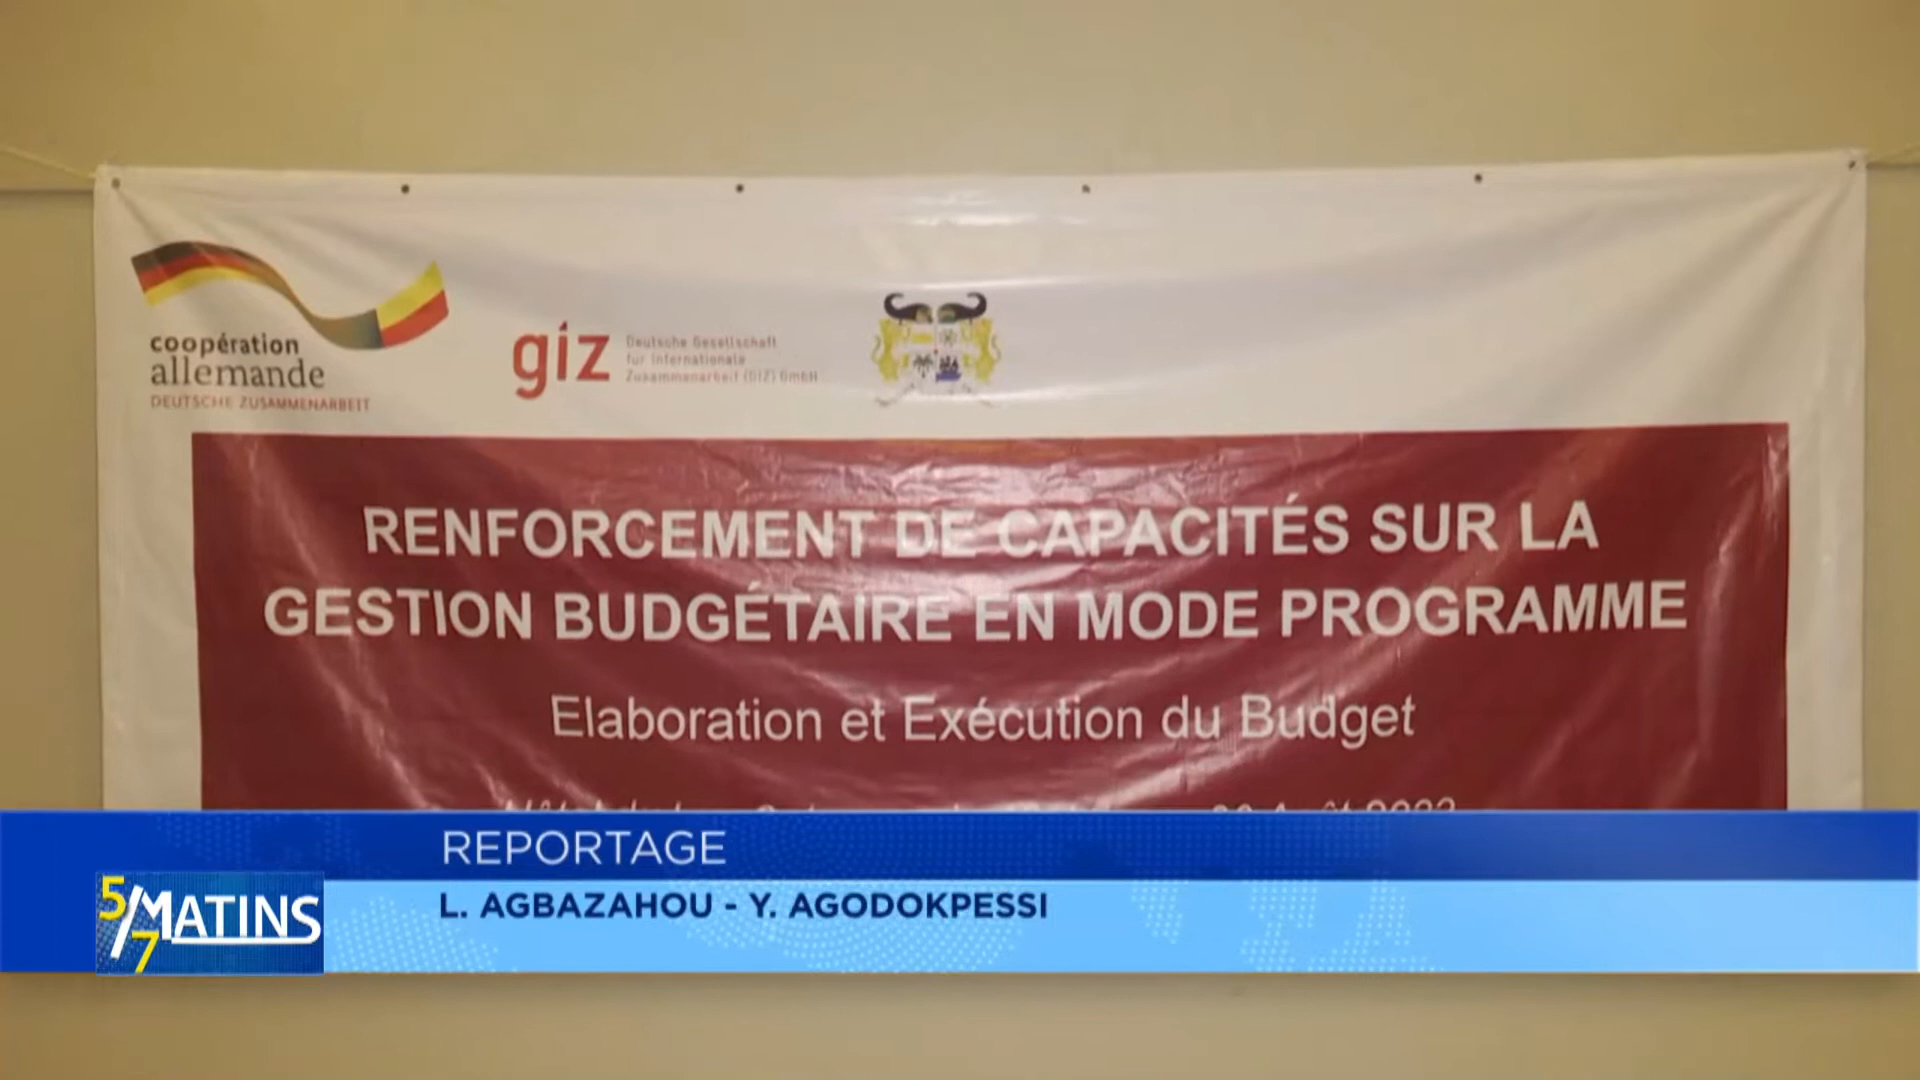 coopération
allemande
DEUTSCHE ZUSAMMENARBEIT
giz
Deutsche Gesellschaft
für Internationale
Zusammenarbeit (GIZ) GmbH
RENFORCEMENT DE CAPACITÉS SUR LA
GESTION BUDGÉTAIRE EN MODE PROGRAMME
Elaboration et Exécution du Budget
REPORTAGE
L. AGBAZAHOU - Y. AGODOKPESSI
5/7 MATINS